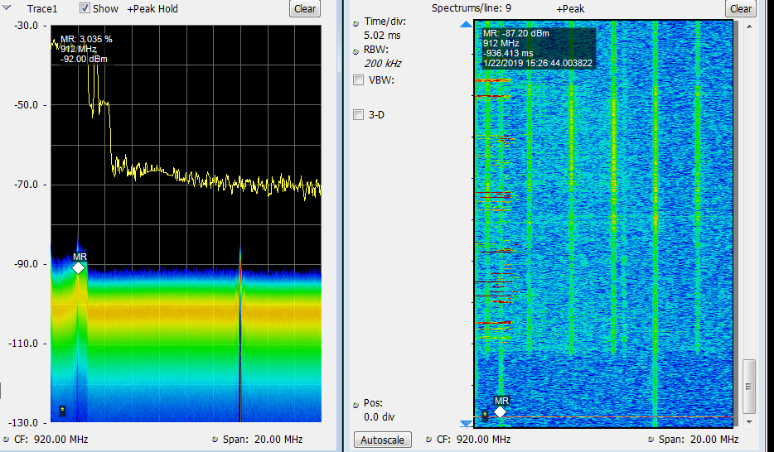 Trace1 Show +Peak Hold Clear
-30.0
MR: 3.035 %
912 MHz
-92.00 dBm
-50.0
-70.0
-90.0
MR
-110.0
-130.0
CF: 920.00 MHz Span: 20.00 MHz
Spectrums/line: 9 +Peak Clear
Time/div:
5.02 ms
RBW:
200 kHz
VBW:
3-D
MR: -87.20 dBm
912 MHz
-936.413 ms
1/22/2019 16:26:44.003822
MR
Pos:
0.0 div
Autoscale CF: 920.00 MHz Span: 20.00 MHz